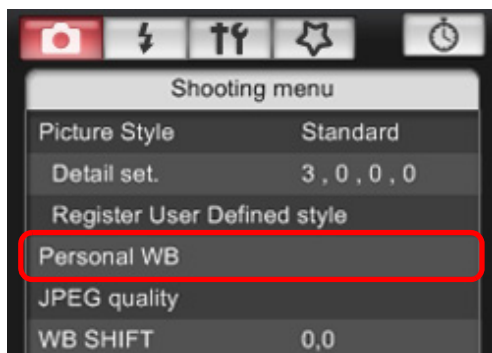 Shooting menu
Picture Style Standard
Detail set. 3 , 0 , 0 , 0
Register User Defined style
Personal WB
JPEG quality
WB SHIFT 0,0